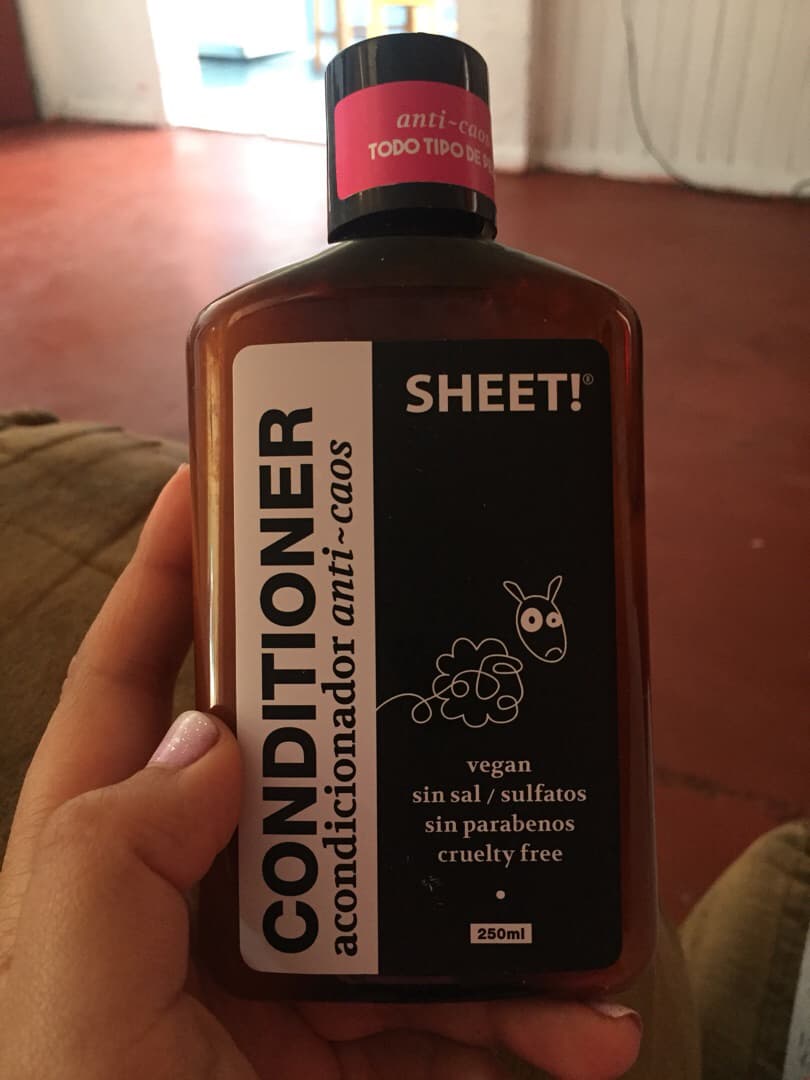 anti~caos
TODO TIPO DE
SHEET!®
CONDITIONER
acondicionador anti~caos
vegan
sin sal / sulfatos
sin parabenos
cruelty free
250ml